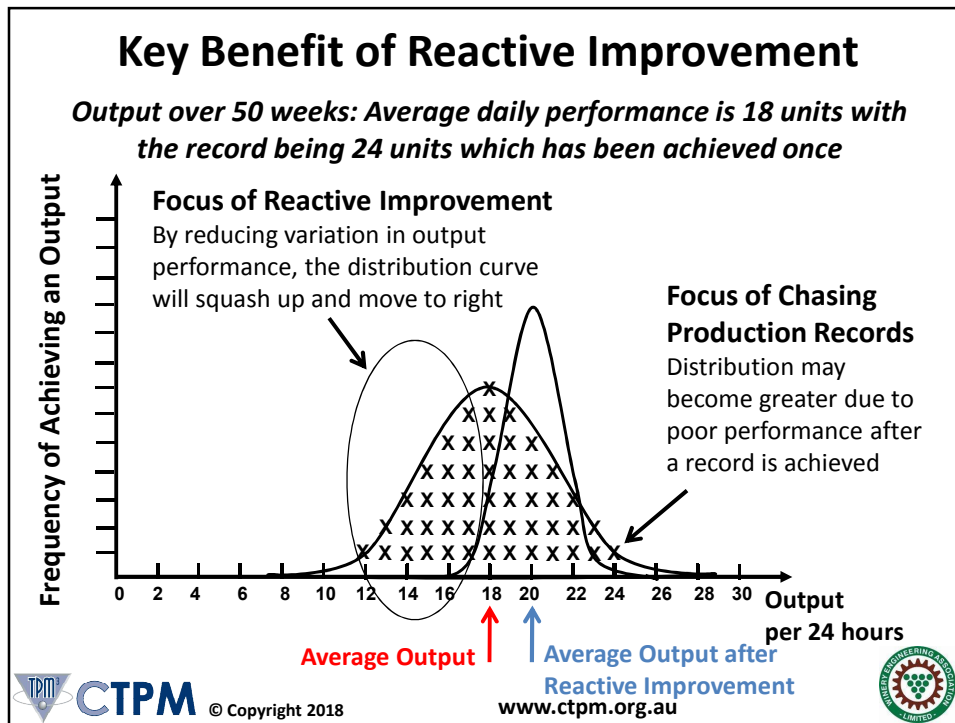 Key Benefit of Reactive Improvement
Output over 50 weeks: Average daily performance is 18 units with
the record being 24 units which has been achieved once
Frequency of Achieving an Output
Focus of Reactive Improvement
By reducing variation in output
performance, the distribution curve
will squash up and move to right
Focus of Chasing
Production Records
Distribution may
become greater due to
poor performance after
a record is achieved
X
X X X
X X X X X
X X X X X X X
X X X X X X X X X
X X X X X X X X X X X
X X X X X X X X X X X X X
0 2 4 6 8 10 12 14 16 18 20 22 24 26 28 30
Output
per 24 hours
Average Output
Average Output after
Reactive Improvement
TPM3
CTPM
© Copyright 2018
www.ctpm.org.au
WINERY ENGINEERING ASSOCIATION
- LIMITED -